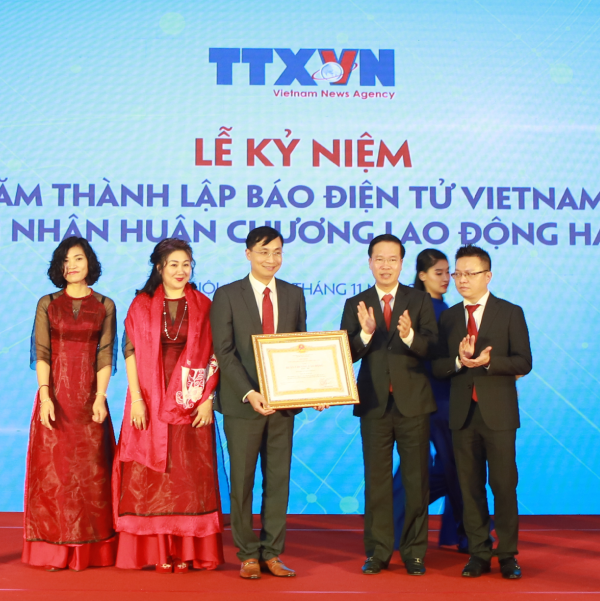 TTXVN
Vietnam News Agency
LỄ KỶ NIỆM
ĂM THÀNH LẬP BÁO ĐIỆN TỬ VIETNAM
NHẬN HUÂN CHƯƠNG LAO ĐỘNG HẠ
NỘI THÁNG 11